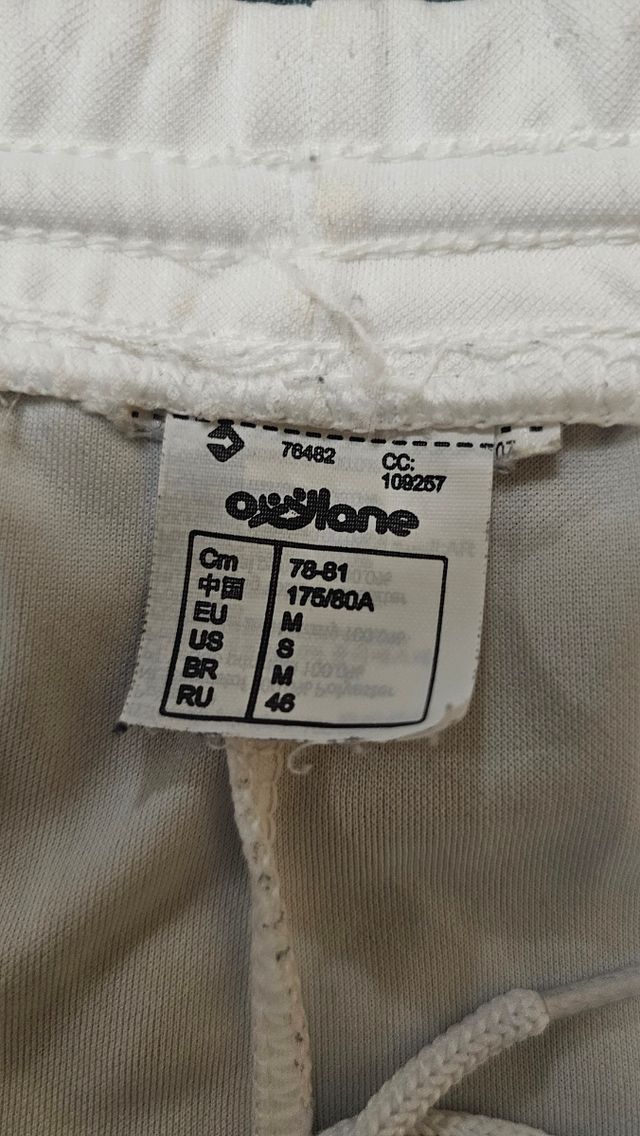 76482
CC:
109257
oxylane
Cm 78-81
中国 175/80A
EU M
US S
BR M
RU 46